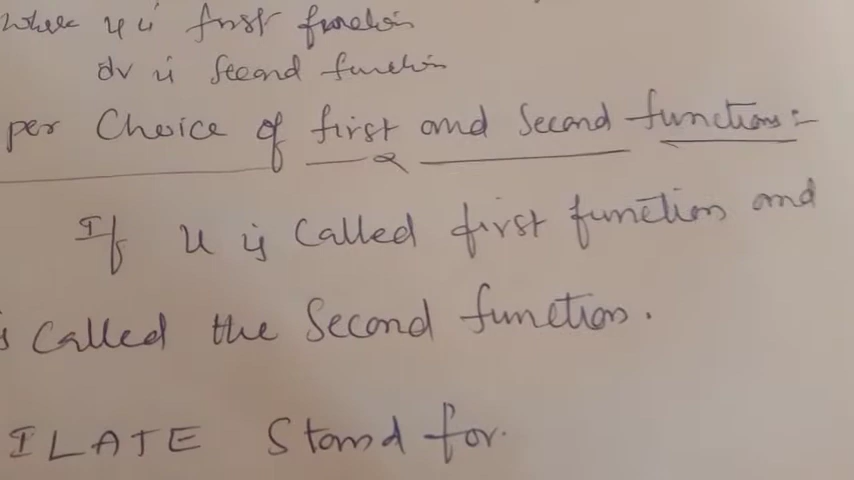 where u is first function
dv is second function
per Choice of first and Second functions:-
If u is called first function and
s called the Second function.
ILATE Stand for.